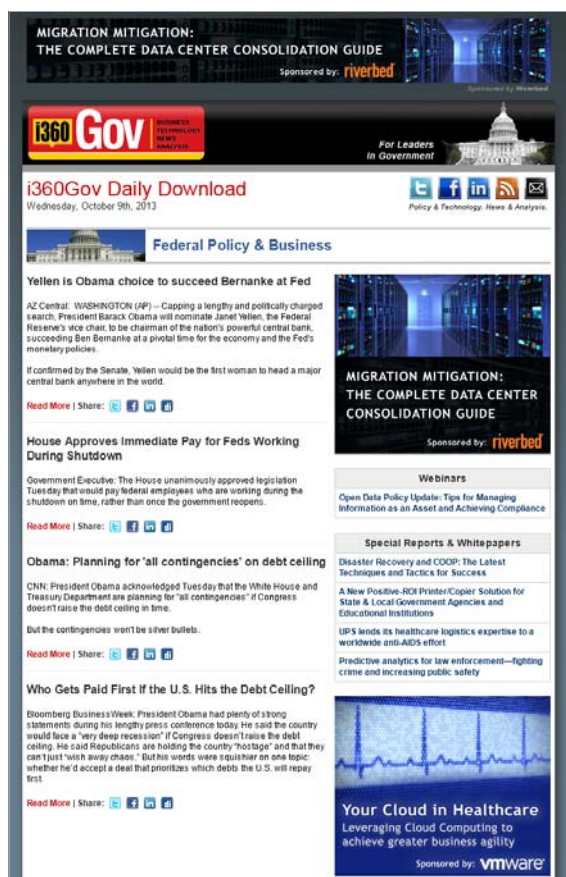 MIGRATION MITIGATION:
THE COMPLETE DATA CENTER CONSOLIDATION GUIDE
Sponsored by: riverbed
Sponsored by Riverbed
i360 Gov BUSINESS
TECHNOLOGY
NEWS
ANALYSIS
For Leaders
in Government
i360Gov Daily Download
Wednesday, October 9th, 2013
Policy & Technology, News & Analysis.
Federal Policy & Business
Yellen is Obama choice to succeed Bernanke at Fed
AZ Central: WASHINGTON (AP) -- Capping a lengthy and politically charged
search, President Barack Obama will nominate Janet Yellen, the Federal
Reserve's vice chair, to be chairman of the nation's powerful central bank,
succeeding Ben Bernanke at a pivotal time for the economy and the Fed's
monetary policies.
If confirmed by the Senate, Yellen would be the first woman to head a major
central bank anywhere in the world.
Read More | Share:
House Approves Immediate Pay for Feds Working
During Shutdown
Government Executive: The House unanimously approved legislation
Tuesday that would pay federal employees who are working during the
shutdown on time, rather than once the government reopens.
Read More | Share:
Obama: Planning for 'all contingencies' on debt ceiling
CNN: President Obama acknowledged Tuesday that the White House and
Treasury Department are planning for "all contingencies" if Congress
doesn't raise the debt ceiling in time.
But the contingencies won't be silver bullets.
Read More | Share:
Who Gets Paid First If the U.S. Hits the Debt Ceiling?
Bloomberg BusinessWeek: President Obama had plenty of strong
statements during his lengthy press conference today. He said the country
would face a "very deep recession" if Congress doesn't raise the debt
ceiling. He said Republicans are holding the country "hostage" and that they
can't just "wish away chaos." But his words were squishier on one topic:
whether he'd accept a deal that prioritizes which debts the U.S. will repay
first.
Read More | Share:
MIGRATION MITIGATION:
THE COMPLETE DATA CENTER
CONSOLIDATION GUIDE
Sponsored by: riverbed
Webinars
Open Data Policy Update: Tips for Managing
Information as an Asset and Achieving Compliance
Special Reports & Whitepapers
Disaster Recovery and COOP: The Latest
Techniques and Tactics for Success
A New Positive-ROI Printer/Copier Solution for
State & Local Government Agencies and
Educational Institutions
UPS lends its healthcare logistics expertise to a
worldwide anti-AIDS effort
Predictive analytics for law enforcement—fighting
crime and increasing public safety
Your Cloud in Healthcare
Leveraging Cloud Computing to
achieve greater business agility
Sponsored by: vmware